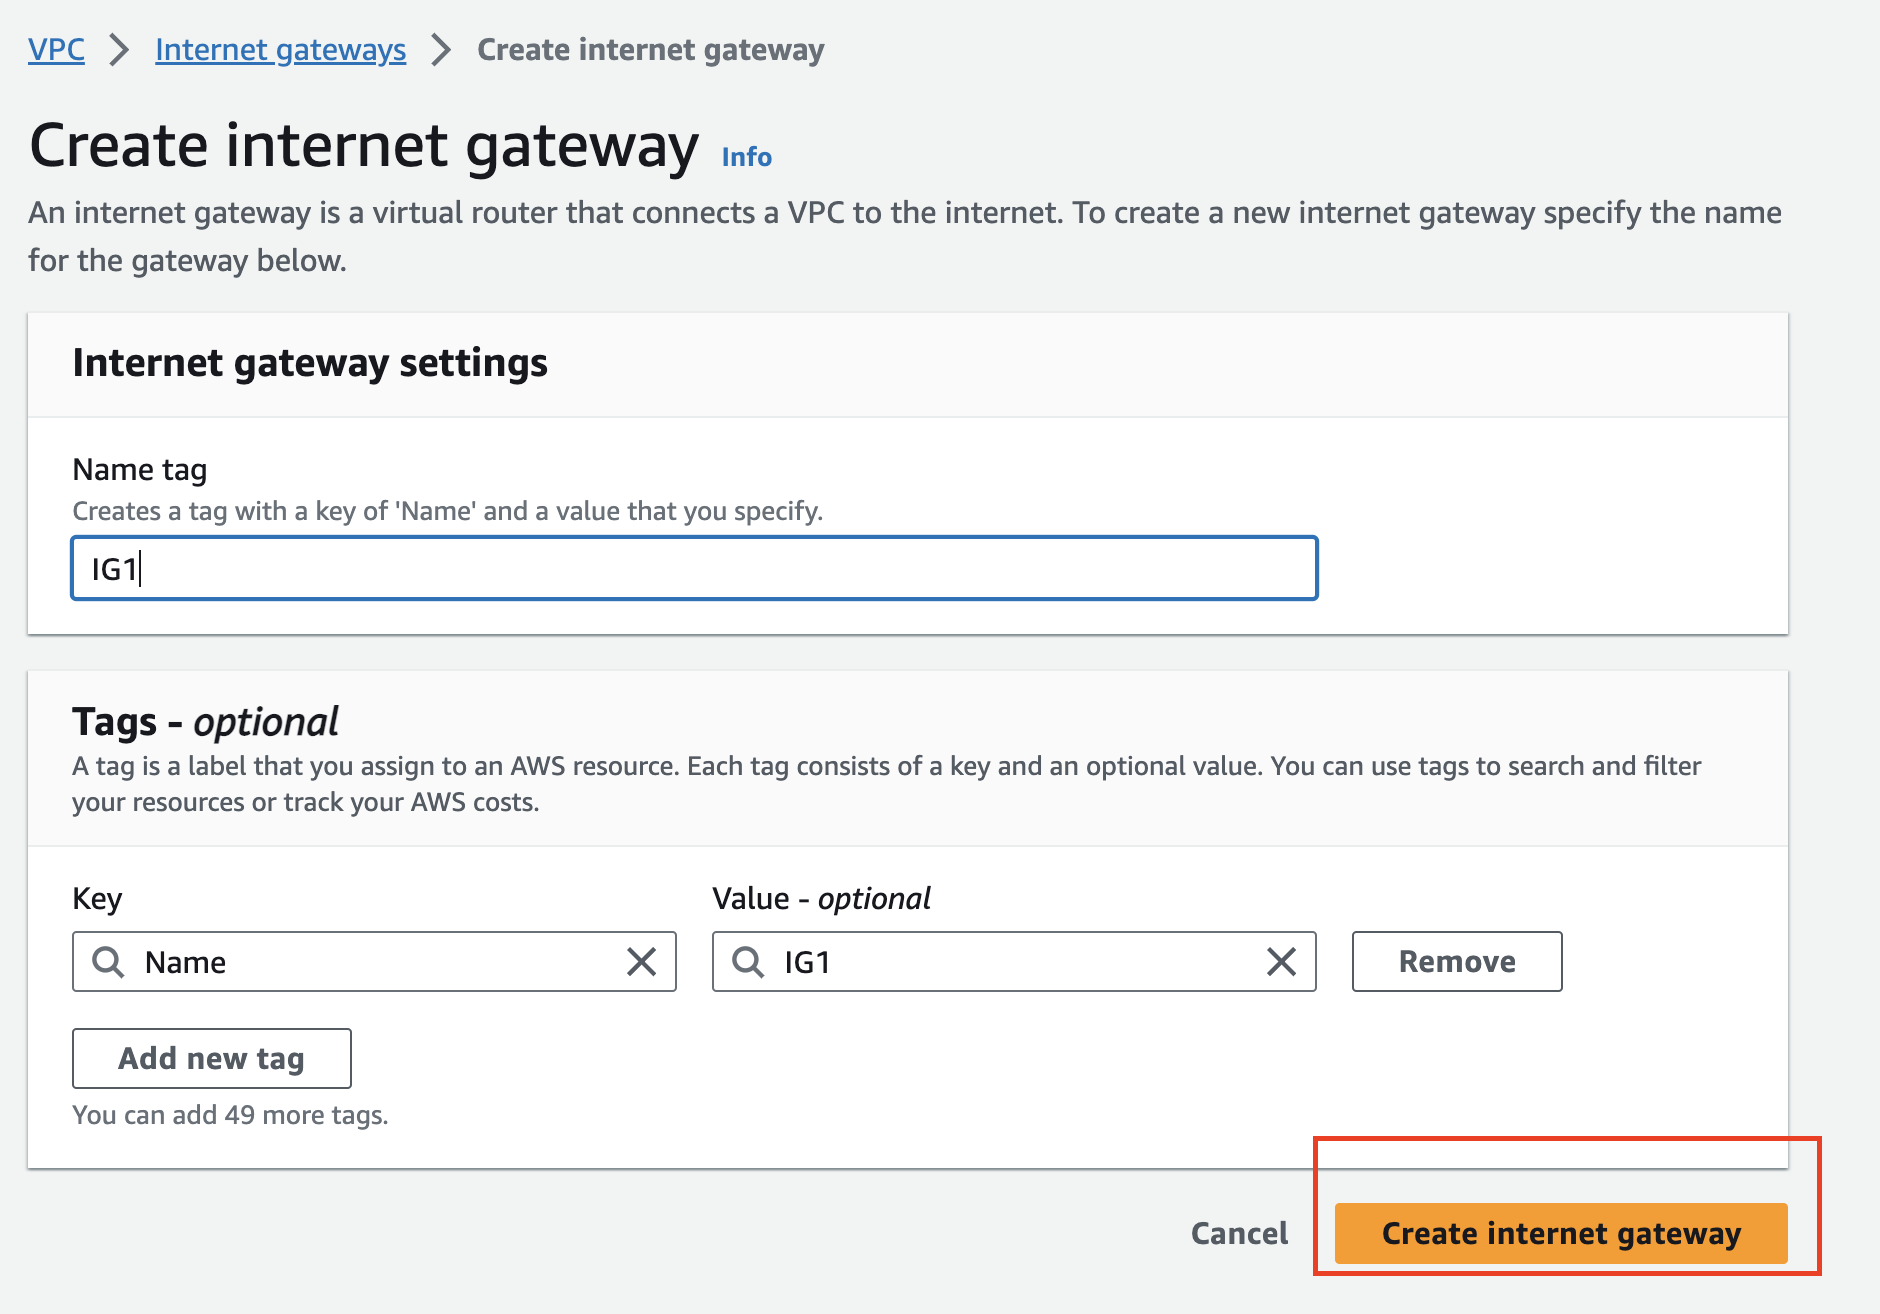 VPC > Internet gateways > Create internet gateway
Create internet gateway Info
An internet gateway is a virtual router that connects a VPC to the internet. To create a new internet gateway specify the name
for the gateway below.
Internet gateway settings
Name tag
Creates a tag with a key of 'Name' and a value that you specify.
IG1
Tags - optional
A tag is a label that you assign to an AWS resource. Each tag consists of a key and an optional value. You can use tags to search and filter
your resources or track your AWS costs.
Key Value - optional
Name IG1 Remove
Add new tag
You can add 49 more tags.
Cancel Create internet gateway